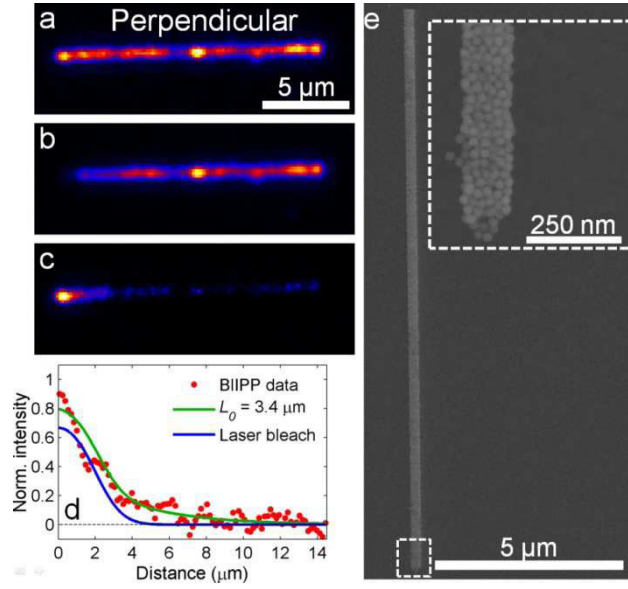 a
Perpendicular
5 μm
b
c
1
0.8
0.6
0.4
0.2
0
Norm. intensity
BlIPP data
L0 = 3.4 μm
Laser bleach
d
0 2 4 6 8 10 12 14
Distance (μm)
e
250 nm
5 μm